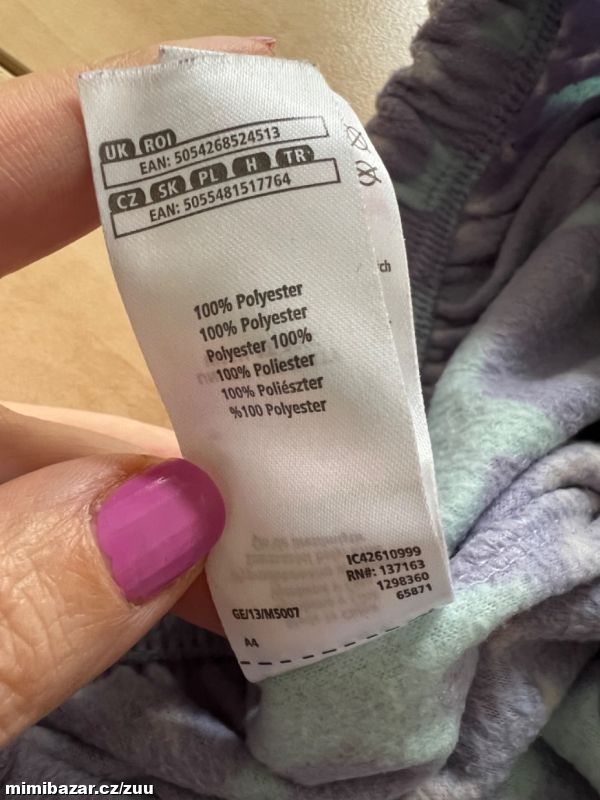 UK ROI
EAN: 5054268524513
CZ SK PL H TR
EAN: 5055481517764
ch
100% Polyester
100% Polyester
Polyester 100%
100% Poliester
100% Poliészter
%100 Polyester
IC42610999
RN#: 137163
1298360
65871
GE/13/M5007
A4
mimibazar.cz/zuu